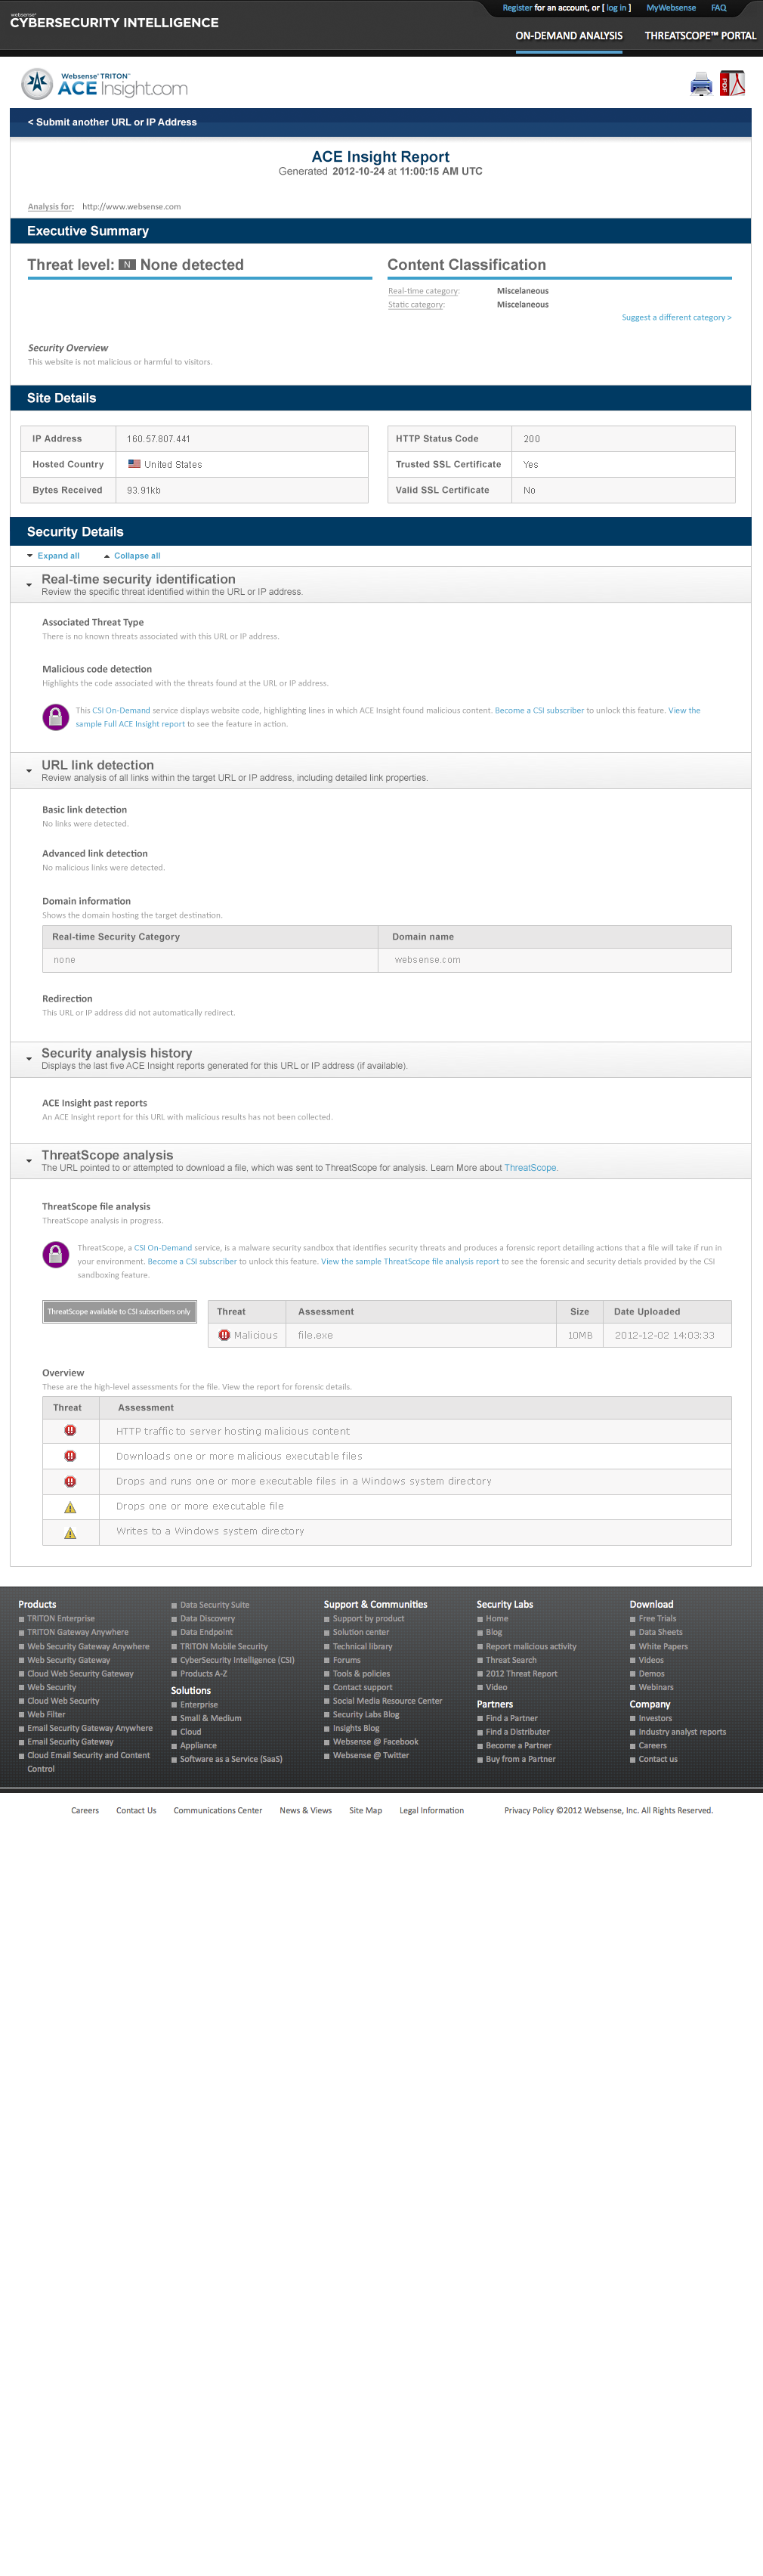 Register for an account, or [ log in ] MyWebsense FAQ
websense®
CYBERSECURITY INTELLIGENCE
ON-DEMAND ANALYSIS THREATSCOPE™ PORTAL
Websense® TRITON™
ACE Insight.com
PDF
< Submit another URL or IP Address
ACE Insight Report
Generated 2012-10-24 at 11:00:15 AM UTC
Analysis for: http://www.websense.com
Executive Summary
Threat level: N None detected
Content Classification
Real-time category: Miscelaneous
Static category: Miscelaneous
Suggest a different category >
Security Overview
This website is not malicious or harmful to visitors.
Site Details
IP Address 160.57.807.441
Hosted Country United States
Bytes Received 93.91kb
HTTP Status Code 200
Trusted SSL Certificate Yes
Valid SSL Certificate No
Security Details
Expand all Collapse all
Real-time security identification
Review the specific threat identified within the URL or IP address.
Associated Threat Type
There is no known threats associated with this URL or IP address.
Malicious code detection
Highlights the code associated with the threats found at the URL or IP address.
This CSI On-Demand service displays website code, highlighting lines in which ACE Insight found malicious content. Become a CSI subscriber to unlock this feature. View the
sample Full ACE Insight report to see the feature in action.
URL link detection
Review analysis of all links within the target URL or IP address, including detailed link properties.
Basic link detection
No links were detected.
Advanced link detection
No malicious links were detected.
Domain information
Shows the domain hosting the target destination.
Real-time Security Category Domain name
none websense.com
Redirection
This URL or IP address did not automatically redirect.
Security analysis history
Displays the last five ACE Insight reports generated for this URL or IP address (if available).
ACE Insight past reports
An ACE Insight report for this URL with malicious results has not been collected.
ThreatScope analysis
The URL pointed to or attempted to download a file, which was sent to ThreatScope for analysis. Learn More about ThreatScope.
ThreatScope file analysis
ThreatScope analysis in progress.
ThreatScope, a CSI On-Demand service, is a malware security sandbox that identifies security threats and produces a forensic report detailing actions that a file will take if run in
your environment. Become a CSI subscriber to unlock this feature. View the sample ThreatScope file analysis report to see the forensic and security detials provided by the CSI
sandboxing feature.
ThreatScope available to CSI subscribers only
Threat Assessment Size Date Uploaded
Malicious file.exe 10MB 2012-12-02 14:03:33
Overview
These are the high-level assessments for the file. View the report for forensic details.
Threat Assessment
HTTP traffic to server hosting malicious content
Downloads one or more malicious executable files
Drops and runs one or more executable files in a Windows system directory
Drops one or more executable file
Writes to a Windows system directory
Products
TRITON Enterprise
TRITON Gateway Anywhere
Web Security Gateway Anywhere
Web Security Gateway
Cloud Web Security Gateway
Web Security
Cloud Web Security
Web Filter
Email Security Gateway Anywhere
Email Security Gateway
Cloud Email Security and Content
Control
Data Security Suite
Data Discovery
Data Endpoint
TRITON Mobile Security
CyberSecurity Intelligence (CSI)
Products A-Z
Solutions
Enterprise
Small & Medium
Cloud
Appliance
Software as a Service (SaaS)
Support & Communities
Support by product
Solution center
Technical library
Forums
Tools & policies
Contact support
Social Media Resource Center
Security Labs Blog
Insights Blog
Websense @ Facebook
Websense @ Twitter
Security Labs
Home
Blog
Report malicious activity
Threat Search
2012 Threat Report
Video
Partners
Find a Partner
Find a Distributer
Become a Partner
Buy from a Partner
Download
Free Trials
Data Sheets
White Papers
Videos
Demos
Webinars
Company
Investors
Industry analyst reports
Careers
Contact us
Careers Contact Us Communications Center News & Views Site Map Legal Information Privacy Policy ©2012 Websense, Inc. All Rights Reserved.